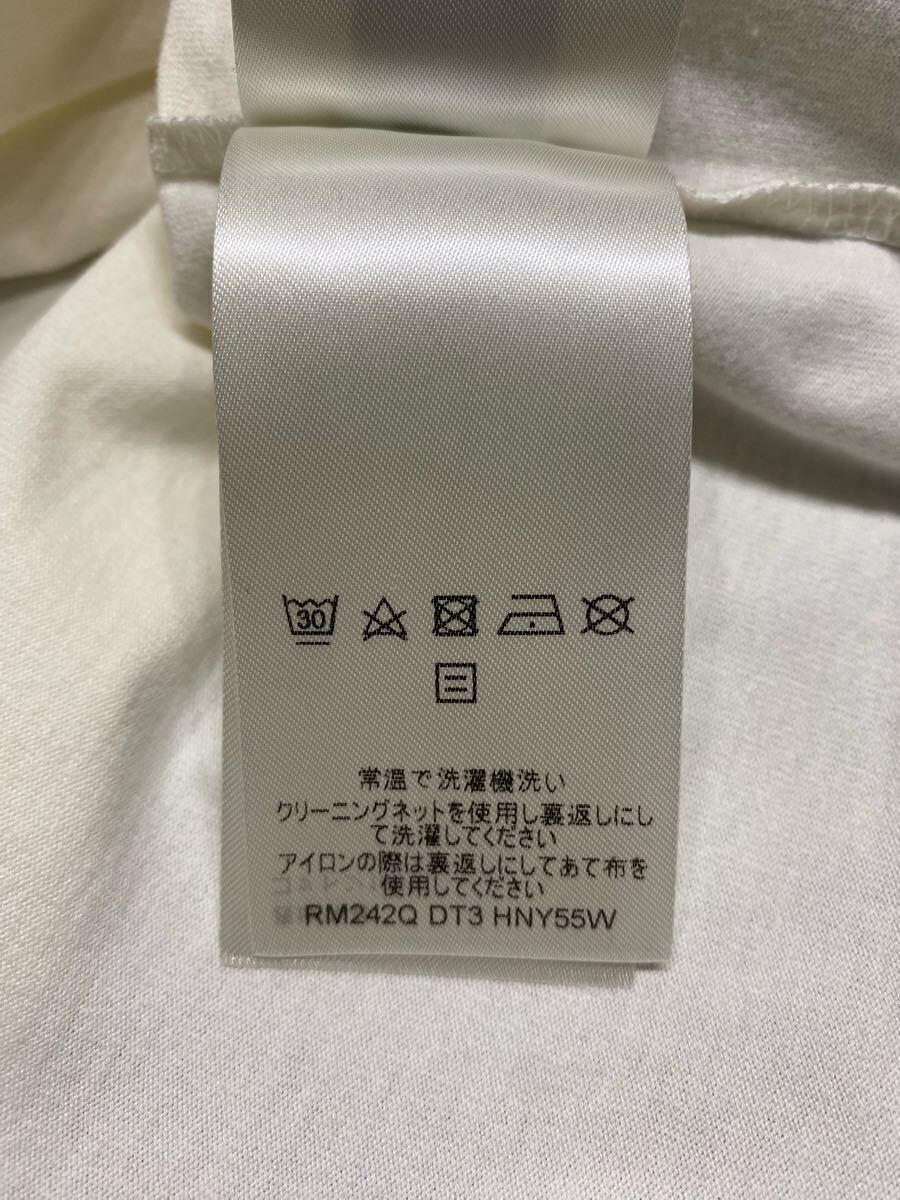 30
常温で洗濯機洗い
クリーニングネットを使用し裏返しにし
て洗濯してください
アイロンの際は裏返しにしてあて布を
使用してください
RM242Q DT3 HNY55W